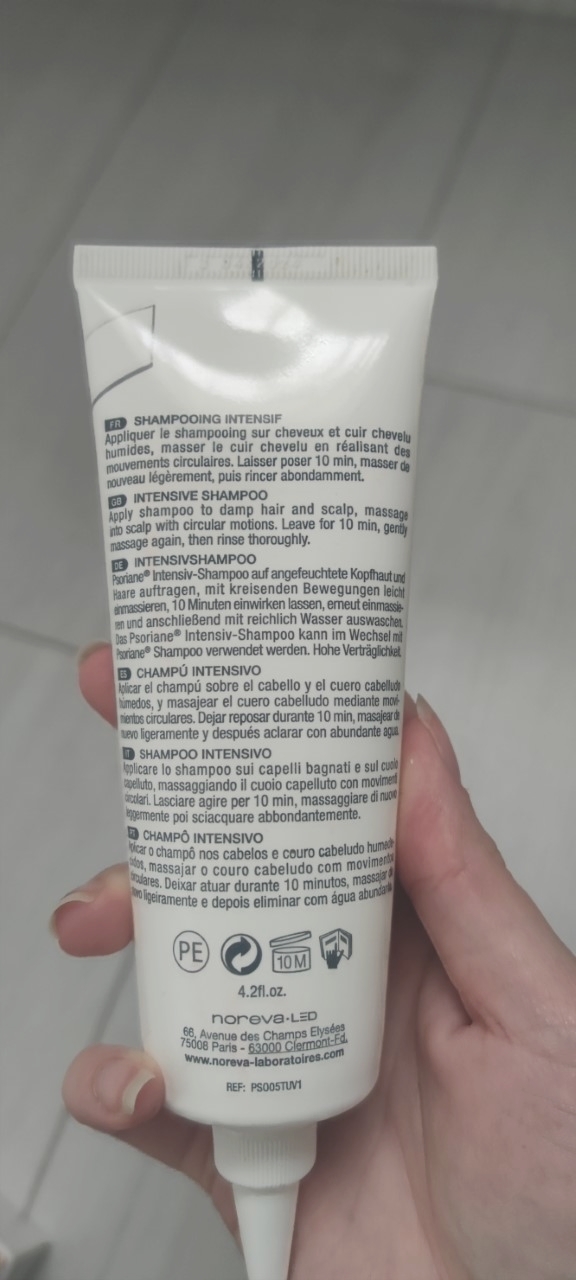 FR SHAMPOOING INTENSIF
Appliquer le shampooing sur cheveux et cuir chevelu
humides, masser le cuir chevelu en réalisant des
mouvements circulaires. Laisser poser 10 min, masser de
nouveau légèrement, puis rincer abondamment.
GB INTENSIVE SHAMPOO
Apply shampoo to damp hair and scalp, massage
into scalp with circular motions. Leave for 10 min, gently
massage again, then rinse thoroughly.
DE INTENSIVSHAMPOO
Psoriane® Intensiv-Shampoo auf angefeuchtete Kopfhaut und
Haare auftragen, mit kreisenden Bewegungen leicht
einmassieren, 10 Minuten einwirken lassen, erneut einmassie-
ren und anschließend mit reichlich Wasser auswaschen.
Das Psoriane® Intensiv-Shampoo kann im Wechsel mit
Psoriane® Shampoo verwendet werden. Hohe Verträglichkeit.
ES CHAMPÚ INTENSIVO
Aplicar el champú sobre el cabello y el cuero cabelludo
húmedos, y masajear el cuero cabelludo mediante movi-
mientos circulares. Dejar reposar durante 10 min, masajear de
nuevo ligeramente y después aclarar con abundante agua.
IT SHAMPOO INTENSIVO
Applicare lo shampoo sui capelli bagnati e sul cuoio
capelluto, massaggiando il cuoio capelluto con movimenti
circolari. Lasciare agire per 10 min, massaggiare di nuovo
leggermente poi sciacquare abbondantemente.
PT CHAMPÔ INTENSIVO
Aplicar o champô nos cabelos e couro cabeludo humede-
cidos, massajar o couro cabeludo com movimentos
circulares. Deixar atuar durante 10 minutos, massajar de
novo ligeiramente e depois eliminar com água abundante.
PE 10 M
4.2fl.oz.
noreva·LED
66, Avenue des Champs Elysées
75008 Paris - 63000 Clermont-Fd.
www.noreva-laboratoires.com
REF: PS005TUV1